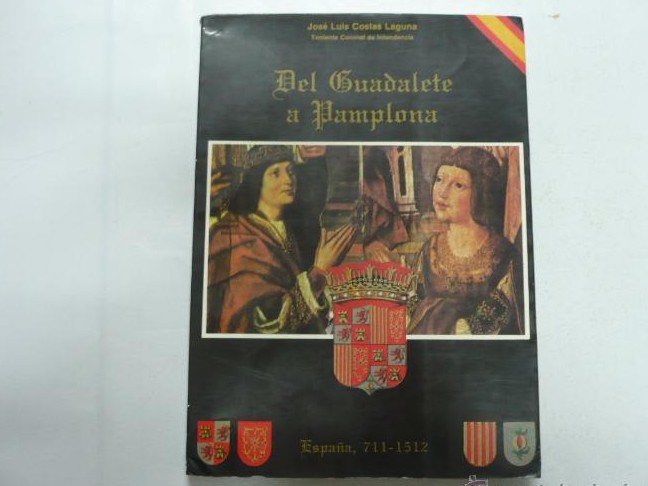 José Luis Costas Laguna
Teniente Coronel de Intendencia
Del Guadalete
a Pamplona
España, 711-1512